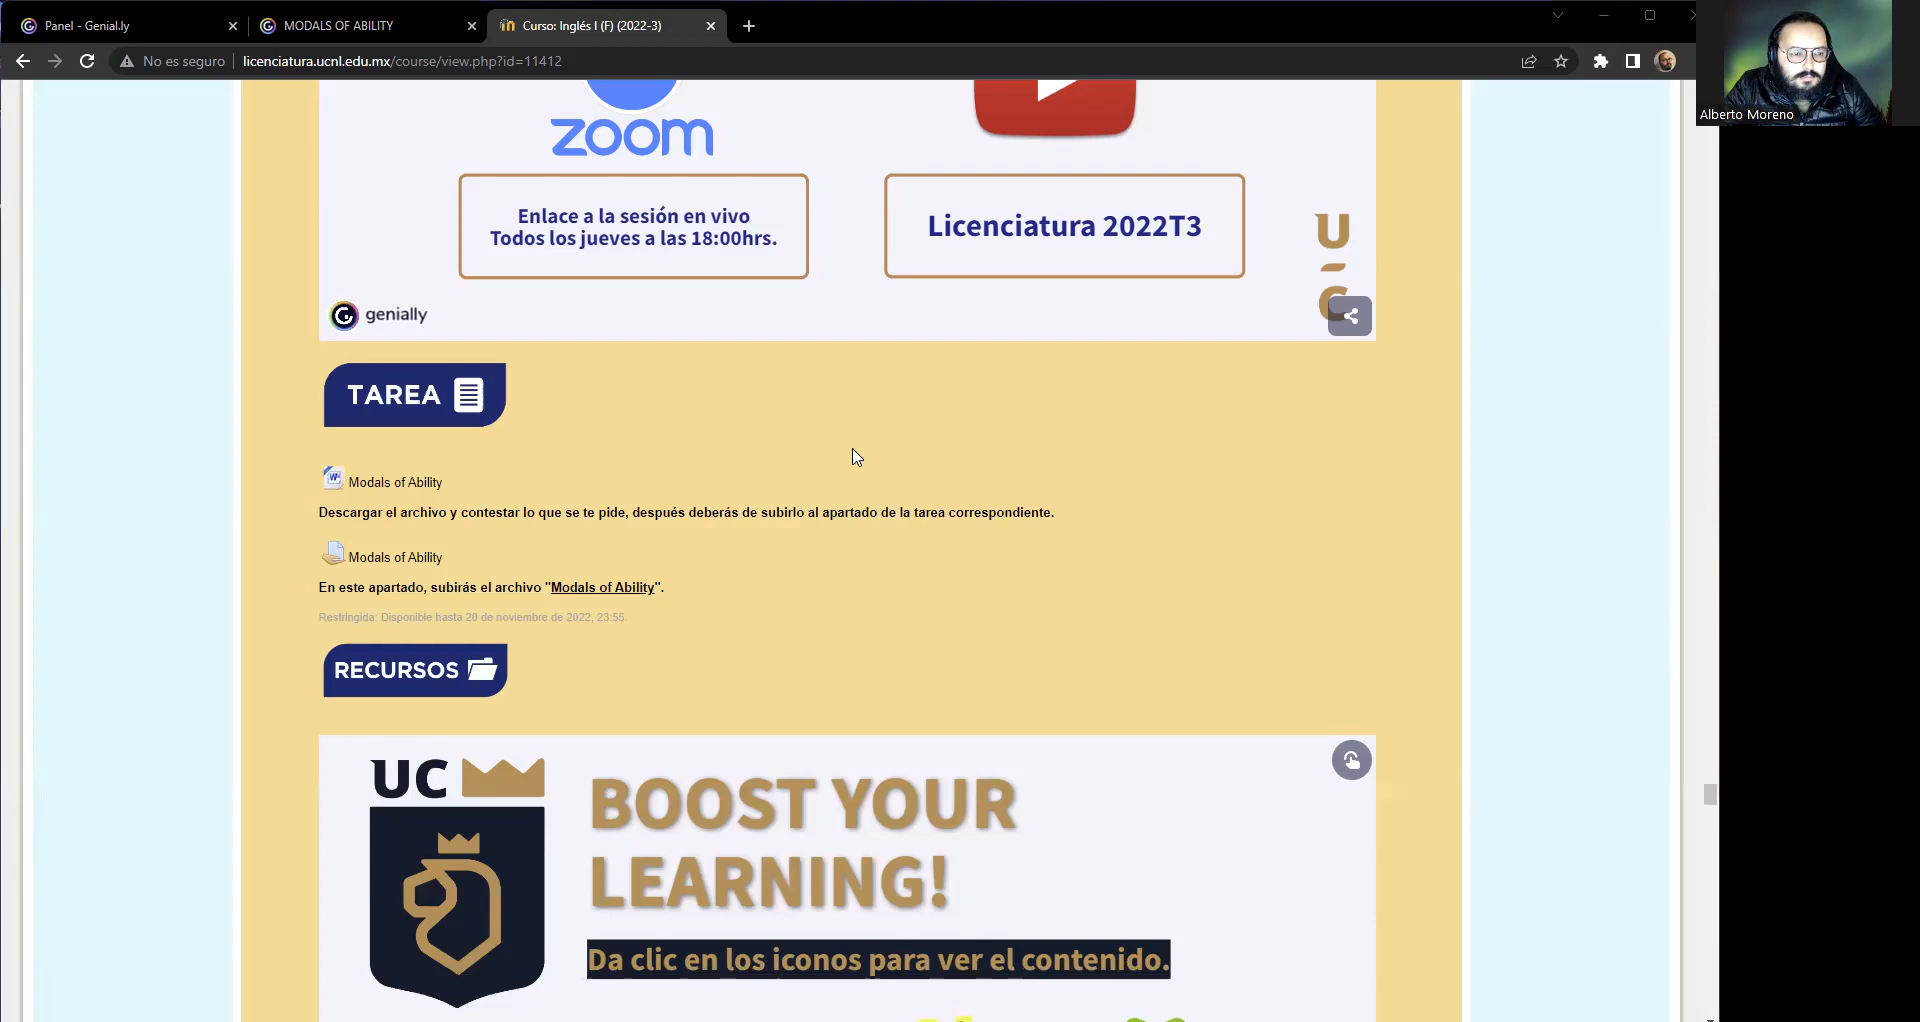 Panel - Genial.ly
MODALS OF ABILITY
Curso: Inglés I (F) (2022-3)
No es seguro
licenciatura.ucnl.edu.mx/course/view.php?id=11412
Alberto Moreno
zoom
Enlace a la sesión en vivo
Todos los jueves a las 18:00hrs.
Licenciatura 2022T3
U
C
genially
TAREA
Modals of Ability
Descargar el archivo y contestar lo que se te pide, después deberás de subirlo al apartado de la tarea correspondiente.
Modals of Ability
En este apartado, subirás el archivo "Modals of Ability".
Restringida: Disponible hasta 20 de noviembre de 2022, 23:55.
RECURSOS
UC
BOOST YOUR
LEARNING!
Da clic en los iconos para ver el contenido.